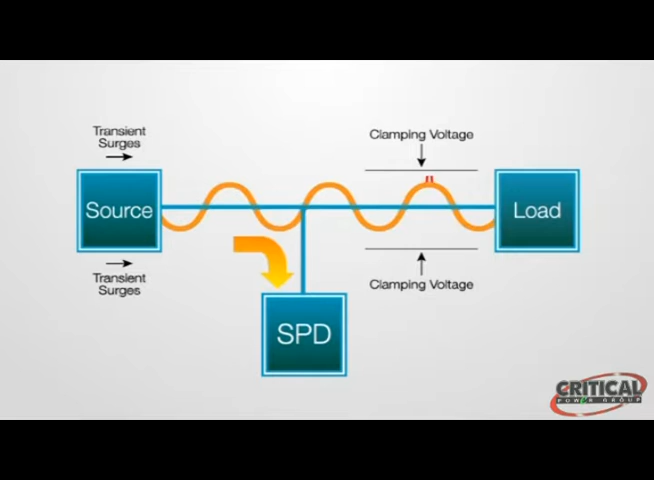 Transient
Surges
Clamping Voltage
Source
Load
Transient
Surges
Clamping Voltage
SPD
CRITICAL
POWER GROUP